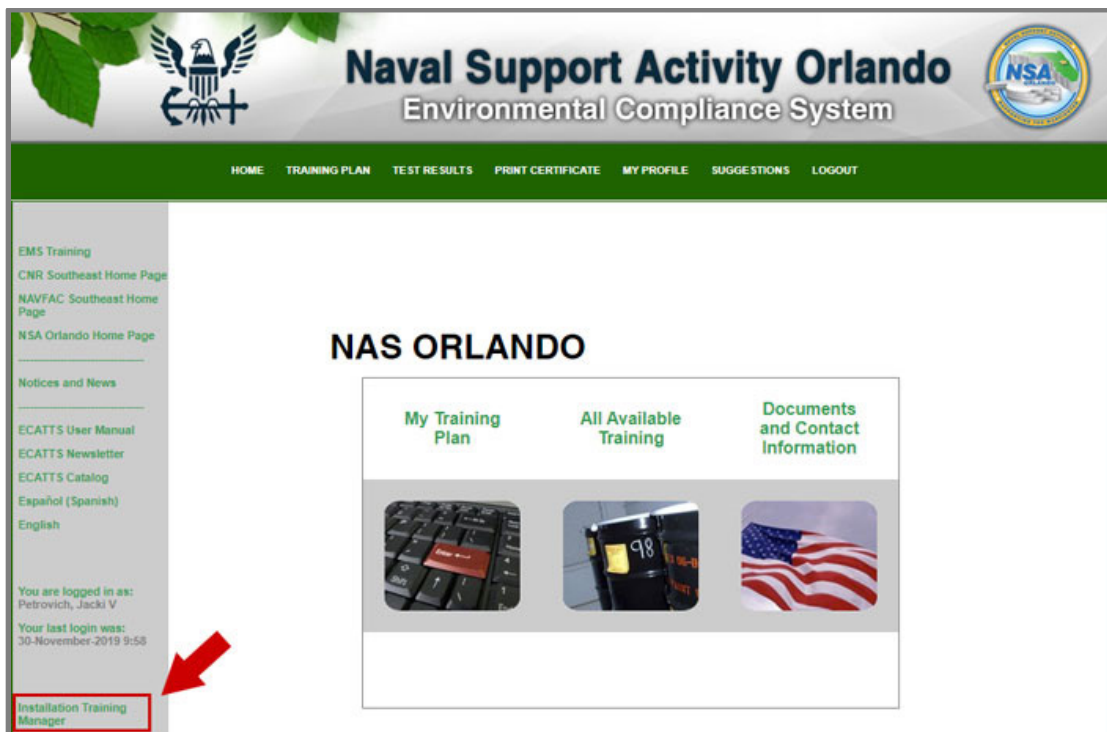 Naval Support Activity Orlando
Environmental Compliance System
NSA
ORLANDO
HOME TRAINING PLAN TEST RESULTS PRINT CERTIFICATE MY PROFILE SUGGESTIONS LOGOUT
EMS Training
CNR Southeast Home Page
NAVFAC Southeast Home
Page
NSA Orlando Home Page
Notices and News
ECATTS User Manual
ECATTS Newsletter
ECATTS Catalog
Español (Spanish)
English
You are logged in as:
Petrovich, Jacki V
Your last login was:
30-November-2019 9:58
Installation Training
Manager
NAS ORLANDO
My Training
Plan
All Available
Training
Documents
and Contact
Information
Enter
Shift
98